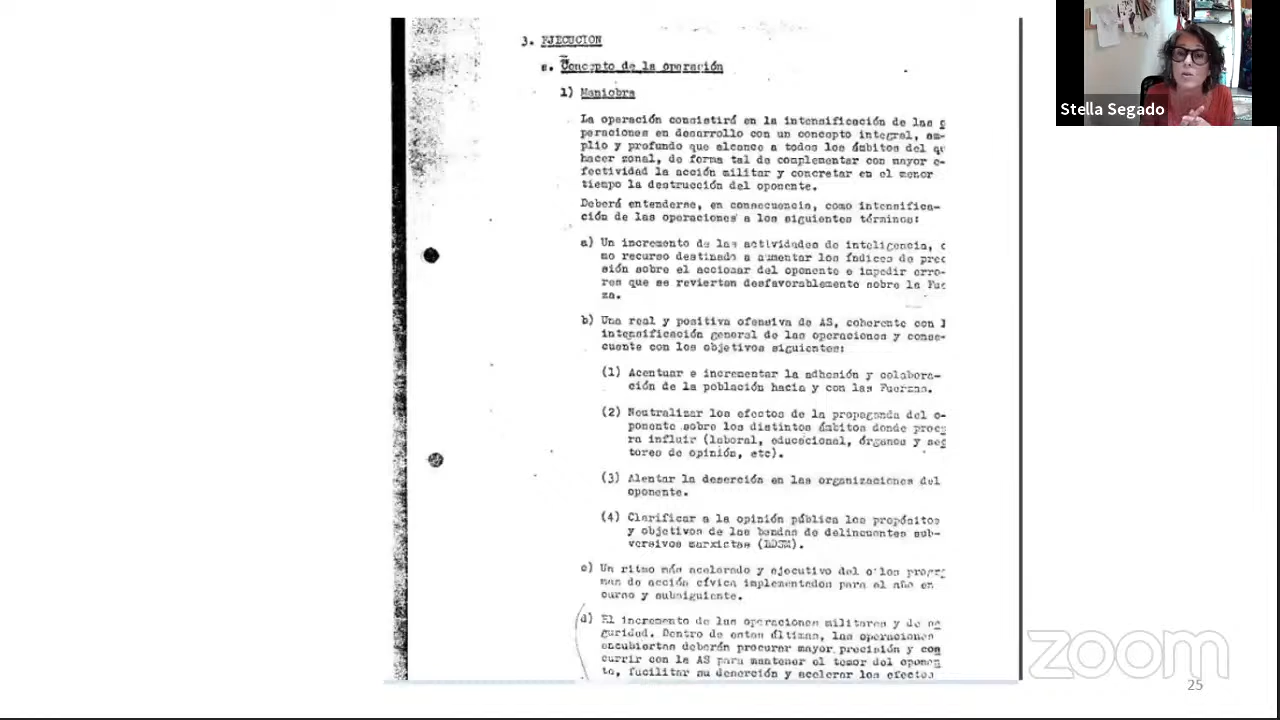 3. EJECUCION
a. Concepto de la operación
1) Maniobra
La operación consistirá en la intensificación de las o
peraciones en desarrollo con un concepto integral, am-
plio y profundo que alcance a todos los ámbitos del qu
hacer zonal, de forma tal de complementar con mayor e-
fectividad la acción militar y concretar en el menor
tiempo la destrucción del oponente.
Deberá entenderse, en consecuencia, como intensifica-
ción de las operaciones a los siguientes términos:
a) Un incremento de las actividades de inteligencia, c
mo recurso destinado a aumentar los índices de prec
sión sobre el accionar del oponente e impedir erro-
res que se reviertan desfavorablemente sobre la Fue
za.
b) Una real y positiva ofensiva de AS, coherente con l
intensificación general de las operaciones y conse-
cuente con los objetivos siguientes:
(1) Acentuar e incrementar la adhesión y colabora-
ción de la población hacia y con las Fuerzas.
(2) Neutralizar los efectos de la propaganda del o-
ponente sobre los distintos ámbitos donde procu
ra influir (laboral, educacional, órganos y sec
tores de opinión, etc).
(3) Alentar la deserción en las organizaciones del
oponente.
(4) Clarificar a la opinión pública los propósitos
y objetivos de las bandas de delincuentes sub-
versivos marxistas (BDSM).
c) Un ritmo más acelerado y ejecutivo del o los progra
mas de acción cívica implementados para el año en
curso y subsiguiente.
d) El incremento de las operaciones militares y de se
guridad. Dentro de estas últimas, las operaciones
encubiertas deberán procurar mayor precisión y con
currir con la AS para mantener el temor del oponen
te, facilitar su deserción y acelerar los efectos
Stella Segado
zoom
25